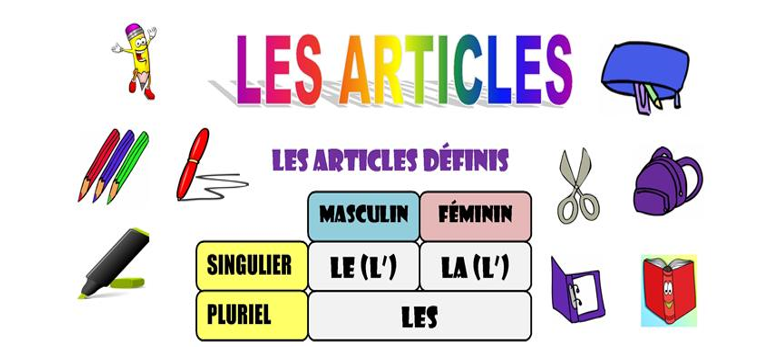 LES ARTICLES
LES ARTICLES DÉFINIS
MASCULIN FÉMININ
SINGULIER LE (L') LA (L')
PLURIEL LES